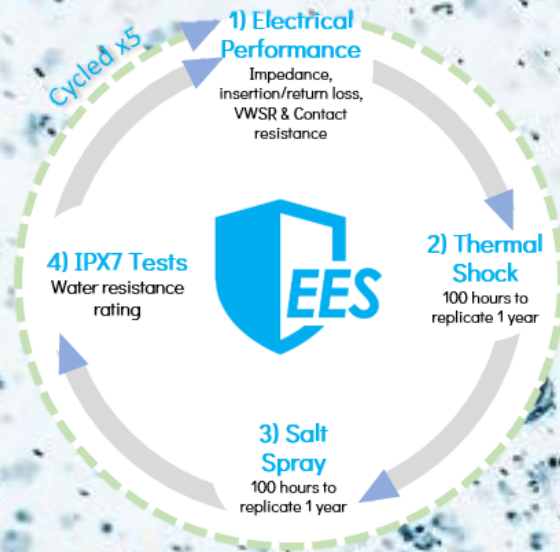 Cycled x5
1) Electrical
Performance
Impedance,
insertion/return loss,
VWSR & Contact
resistance
2) Thermal
Shock
100 hours to
replicate 1 year
3) Salt
Spray
100 hours to
replicate 1 year
4) IPX7 Tests
Water resistance
rating
EES